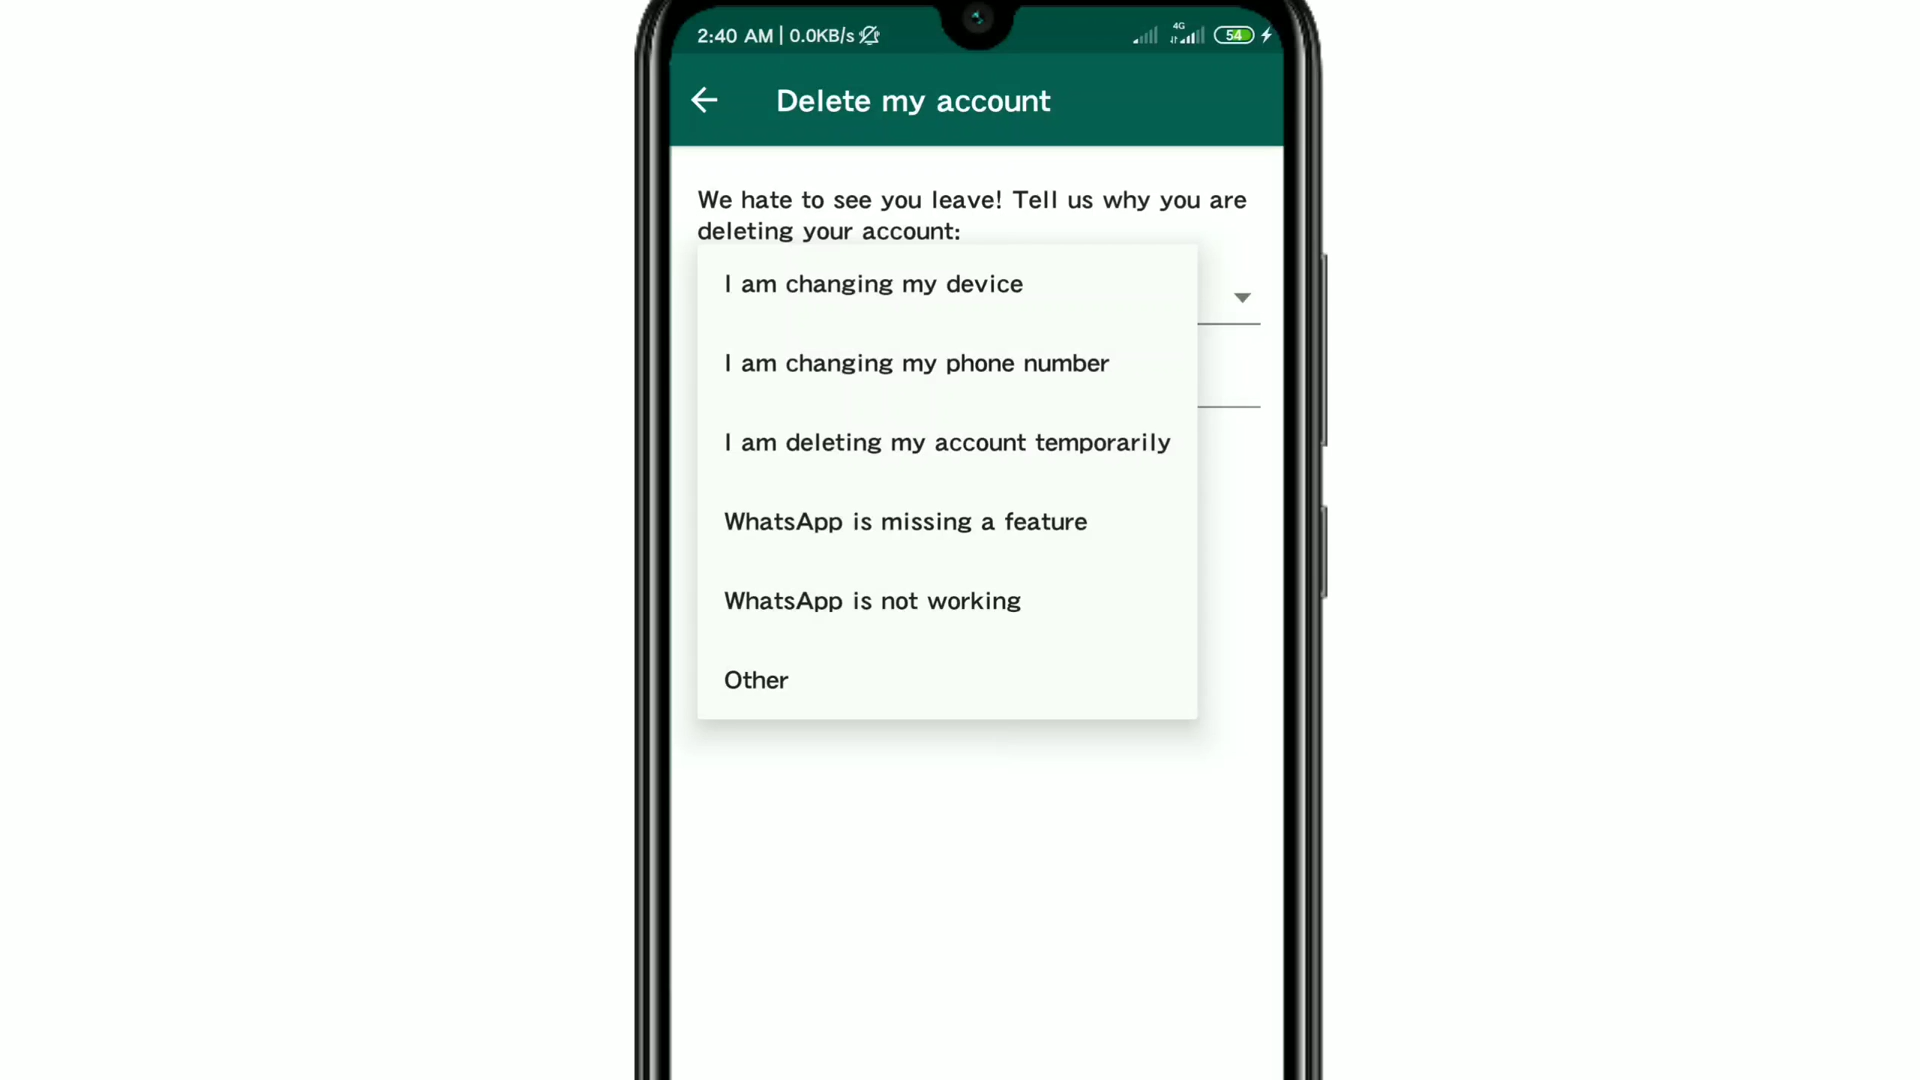 2:40 AM | 0.0KB/s
4G
54
Delete my account
We hate to see you leave! Tell us why you are
deleting your account:
I am changing my device
I am changing my phone number
I am deleting my account temporarily
WhatsApp is missing a feature
WhatsApp is not working
Other